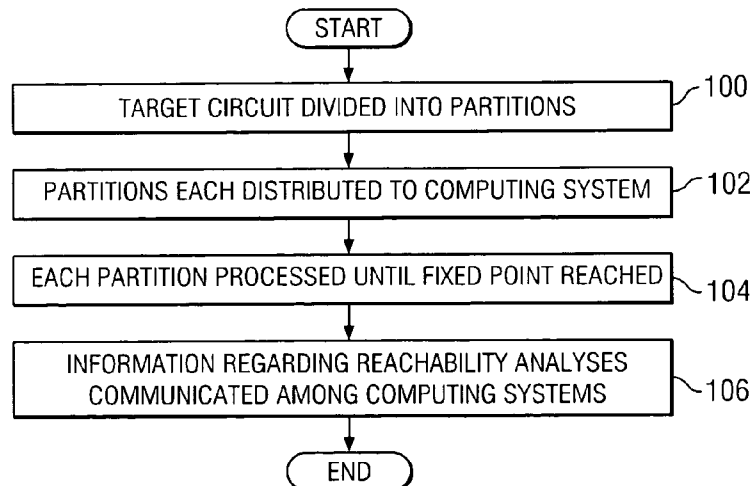 START
TARGET CIRCUIT DIVIDED INTO PARTITIONS
100
PARTITIONS EACH DISTRIBUTED TO COMPUTING SYSTEM
102
EACH PARTITION PROCESSED UNTIL FIXED POINT REACHED
104
INFORMATION REGARDING REACHABILITY ANALYSES
COMMUNICATED AMONG COMPUTING SYSTEMS
106
END